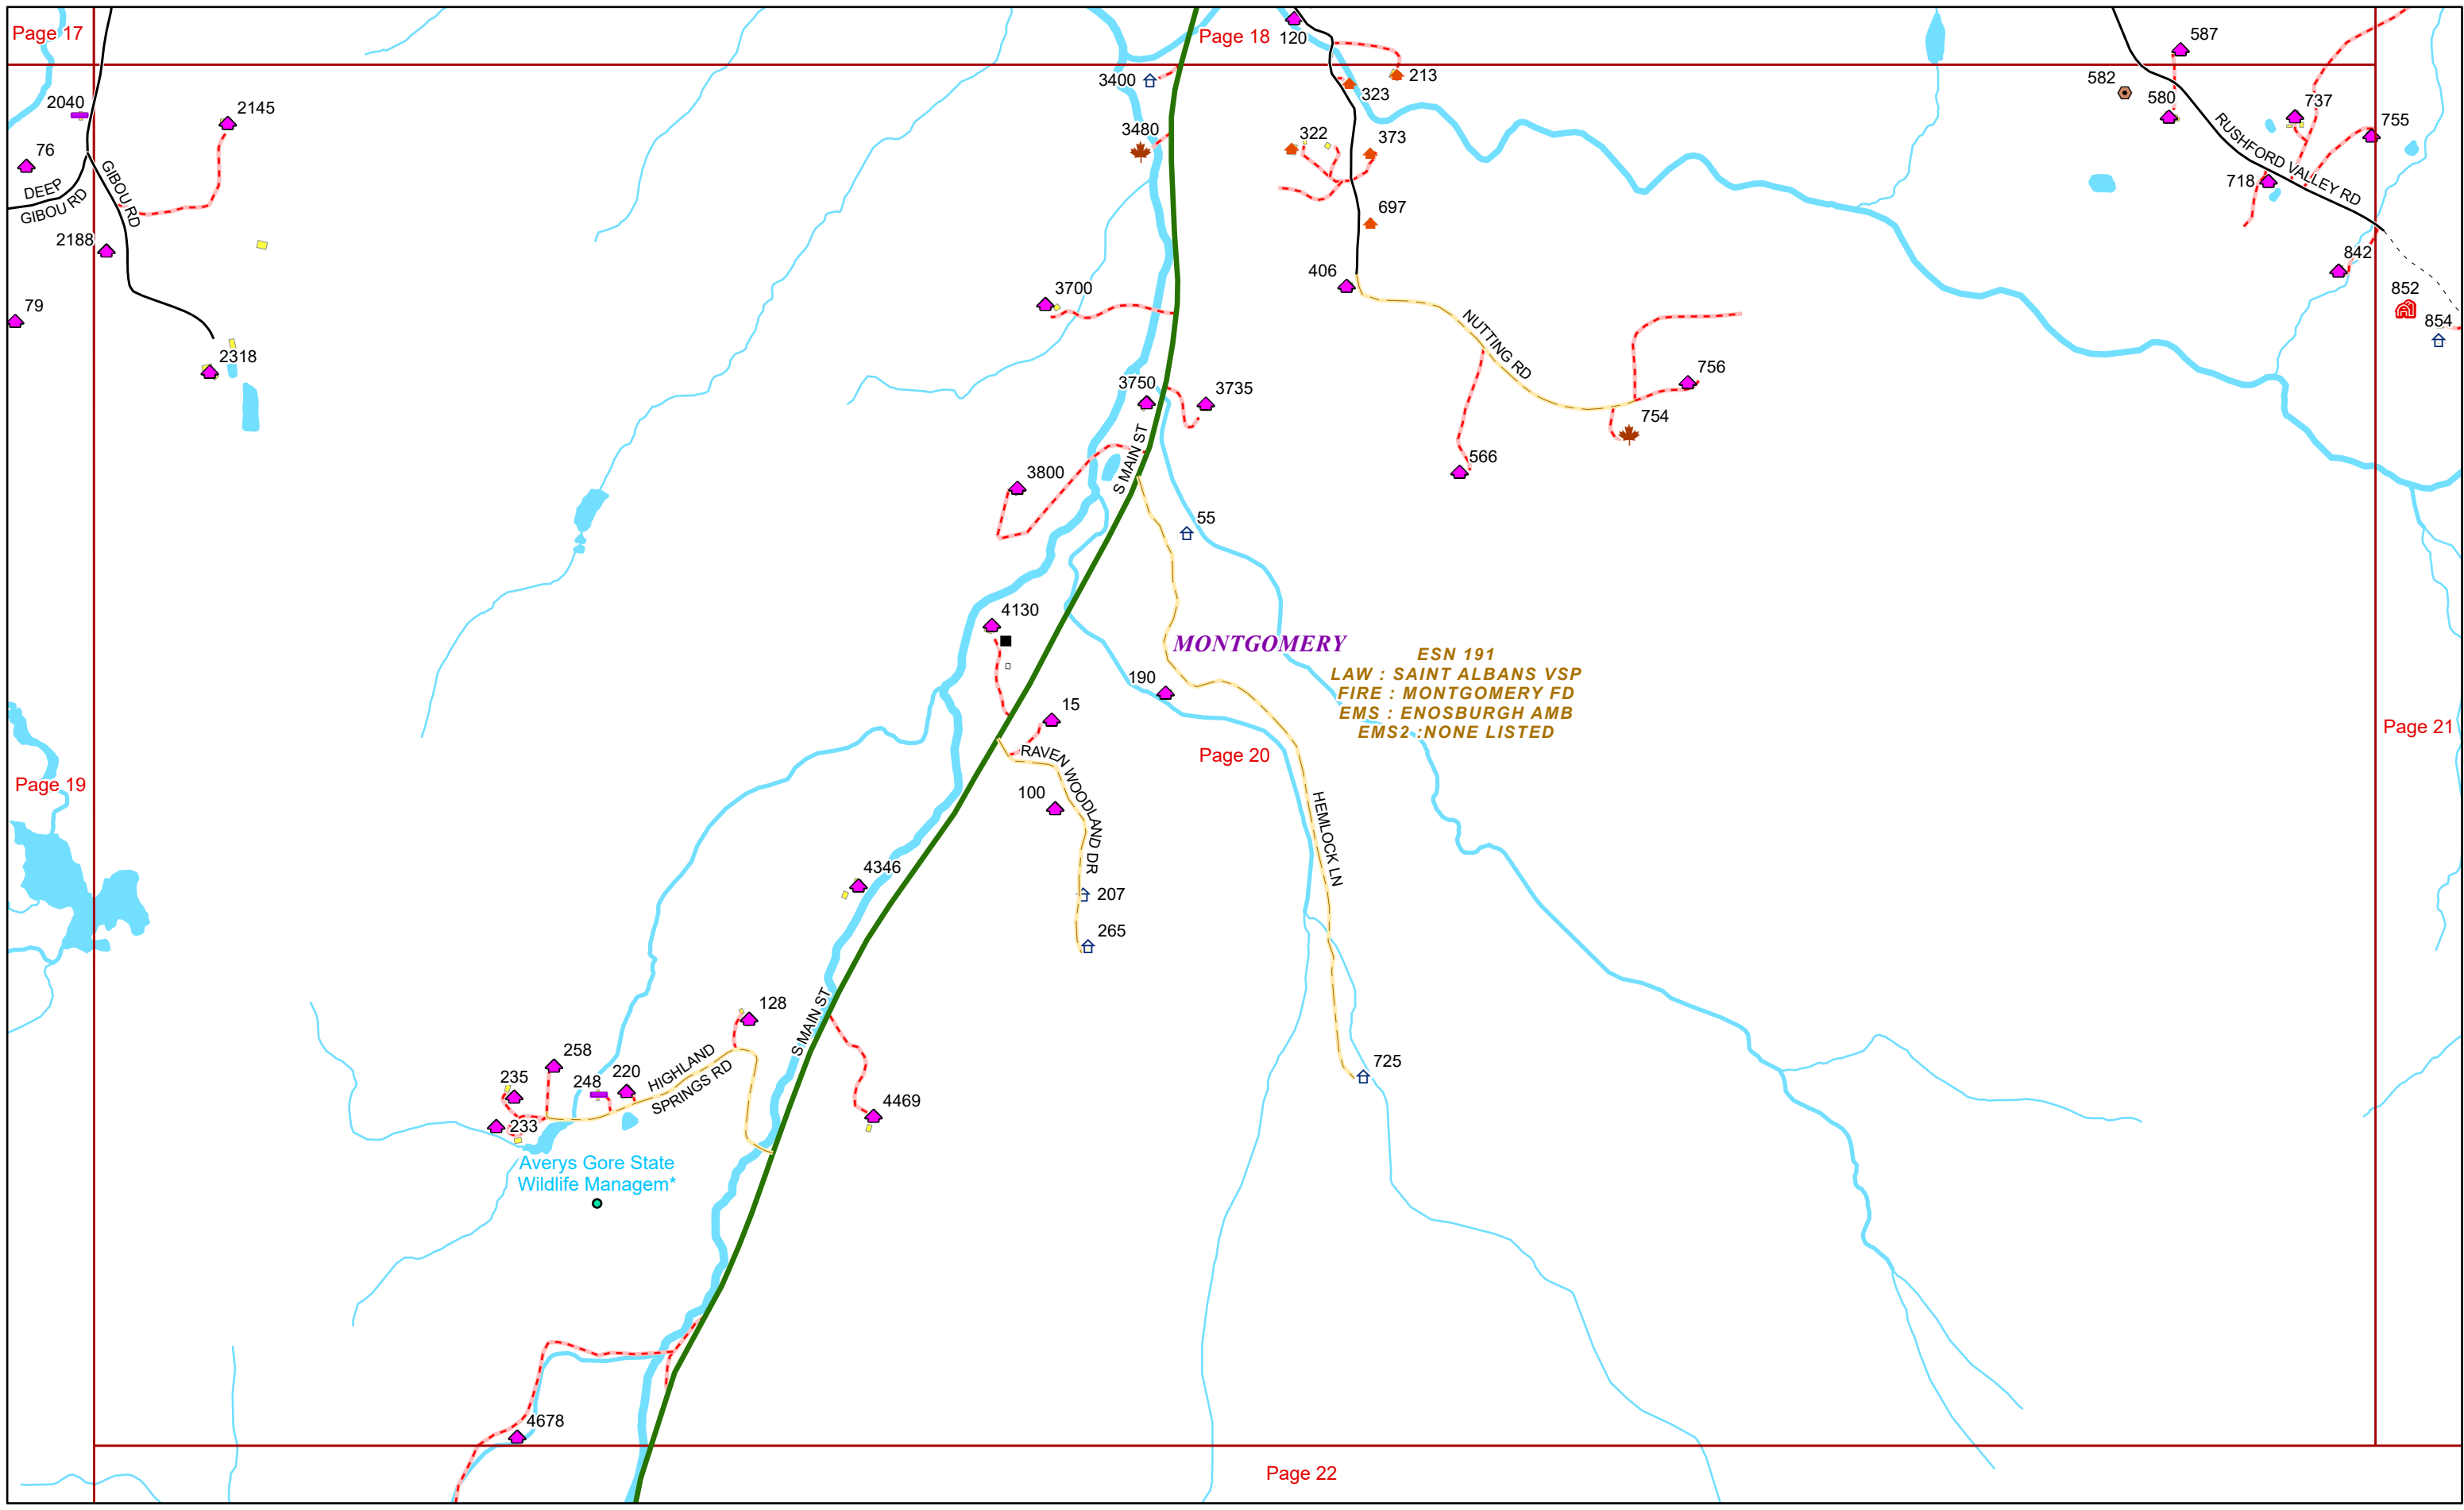 Page 17
Page 18
120
587
3400
213
582
323
580
737
2040
2145
755
3480
322
373
76
GIBOU RD
RUSHFORD VALLEY RD
DEEP
GIBOU RD
718
697
2188
842
406
3700
852
79
854
NUTTING RD
2318
756
3750
3735
754
S MAIN ST
566
3800
55
4130
MONTGOMERY
ESN 191
LAW : SAINT ALBANS VSP
FIRE : MONTGOMERY FD
EMS : ENOSBURGH AMB
EMS2 :NONE LISTED
190
15
Page 21
Page 20
RAVEN WOODLAND DR
Page 19
100
HEMLOCK LN
4346
207
265
128
S MAIN ST
258
725
HIGHLAND
SPRINGS RD
235
248
220
4469
233
Averys Gore State
Wildlife Managem*
4678
Page 22